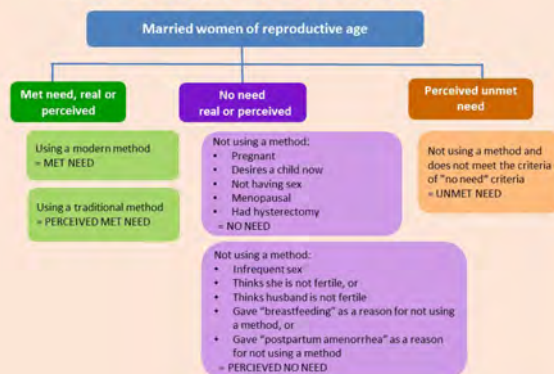 Married women of reproductive age
Met need, real or
perceived
No need
real or perceived
Perceived unmet
need
Using a modern method
= MET NEED
Using a traditional method
= PERCEIVED MET NEED
Not using a method:
• Pregnant
• Desires a child now
• Not having sex
• Menopausal
• Had hysterectomy
= NO NEED
Not using a method:
• Infrequent sex
• Thinks she is not fertile, or
• Thinks husband is not fertile
• Gave "breastfeeding" as a reason for not using
a method, or
• Gave "postpartum amenorrhea" as a reason
for not using a method
= PERCIEVED NO NEED
Not using a method and
does not meet the criteria
of "no need" criteria
= UNMET NEED